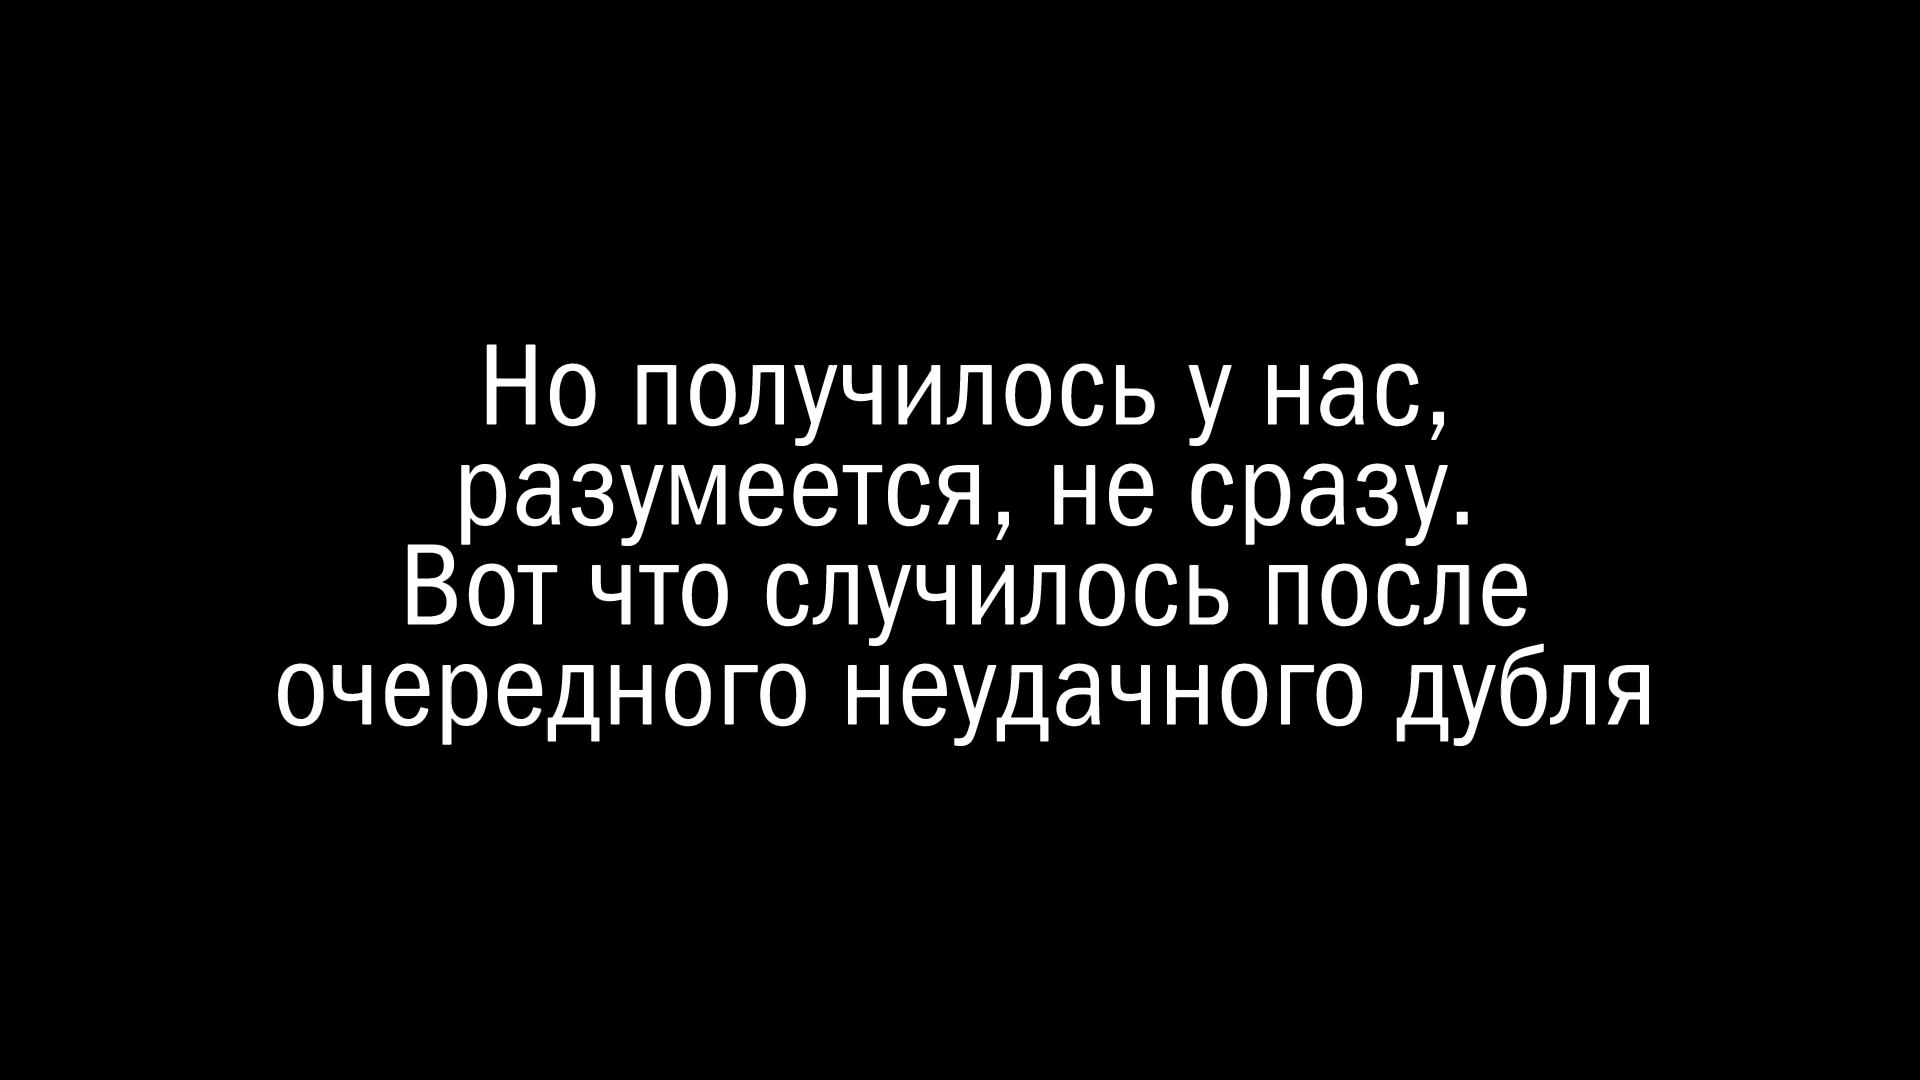 Но получилось у нас,
разумеется, не сразу.
Вот что случилось после
очередного неудачного дубля